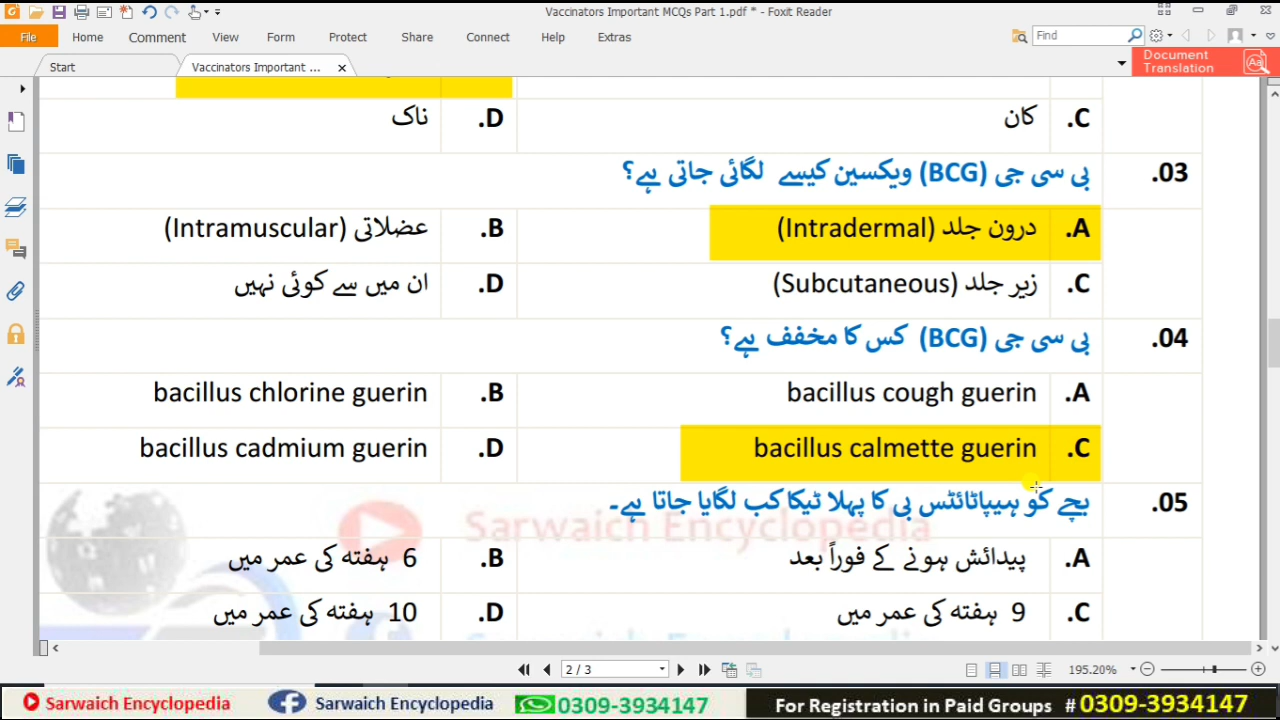 Vaccinators Important MCQs Part 1.pdf * - Foxit Reader
File Home Comment View Form Protect Share Connect Help Extras
Find
Document Translation
Start
Vaccinators Important ...
C. کان D. ناک
03. بی سی جی (BCG) ویکسین کیسے لگائی جاتی ہے؟
A. درون جلد (Intradermal) B. عضلاتی (Intramuscular)
C. زیر جلد (Subcutaneous) D. ان میں سے کوئی نہیں
04. بی سی جی (BCG) کس کا مخفف ہے؟
A. bacillus cough guerin B. bacillus chlorine guerin
C. bacillus calmette guerin D. bacillus cadmium guerin
05. بچے کو ہیپاٹائٹس بی کا پہلا ٹیکا کب لگایا جاتا ہے۔
Sarwaich Encyclopedia
A. پیدائش ہونے کے فوراً بعد B. 6 ہفتہ کی عمر میں
C. 9 ہفتہ کی عمر میں D. 10 ہفتہ کی عمر میں
Sarwaich Encyclopedia
2 / 3
195.20%
Sarwaich Encyclopedia Sarwaich Encyclopedia 0309-3934147 For Registration in Paid Groups # 0309-3934147